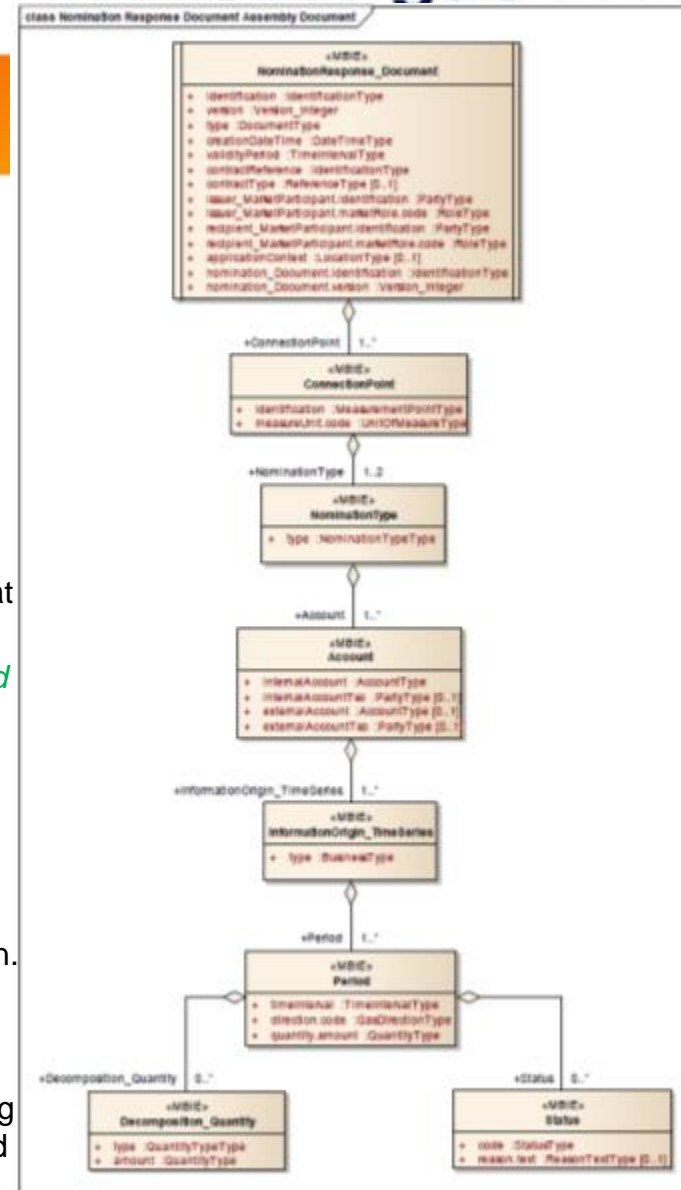 class Nomination Response Document Assembly Document
«MBIE»
NominationResponse_Document
+ identification :IdentificationType
+ version :Version_Integer
+ type :DocumentType
+ creationDateTime :DateTimeType
+ validityPeriod :TimeIntervalType
+ contractReference :IdentificationType
+ contractType :ReferenceType [0..1]
+ issuer_MarketParticipant.identification :PartyType
+ issuer_MarketParticipant.marketRole.code :RoleType
+ recipient_MarketParticipant.identification :PartyType
+ recipient_MarketParticipant.marketRole.code :RoleType
+ applicationContext :LocationType [0..1]
+ nomination_Document.identification :IdentificationType
+ nomination_Document.version :Version_Integer
+ConnectionPoint 1..*
«MBIE»
ConnectionPoint
+ identification :MeasurementPointType
+ measureUnit.code :UnitOfMeasureType
+NominationType 1..2
«MBIE»
NominationType
+ type :NominationTypeType
at
+Account 1..*
«MBIE»
Account
d
+ internalAccount :AccountType
+ internalAccountTso :PartyType [0..1]
+ externalAccount :AccountType [0..1]
+ externalAccountTso :PartyType [0..1]
+InformationOrigin_TimeSeries 1..*
«MBIE»
InformationOrigin_TimeSeries
+ type :BusinessType
+Period 1..*
n.
«MBIE»
Period
+ timeInterval :TimeIntervalType
+ direction.code :GasDirectionType
+ quantity.amount :QuantityType
+Decomposition_Quantity 0..*
+Status 0..*
g
«MBIE»
Decomposition_Quantity
d
+ type :QuantityTypeType
+ amount :QuantityType
«MBIE»
Status
+ code :StatusType
+ reason.text :ReasonTextType [0..1]